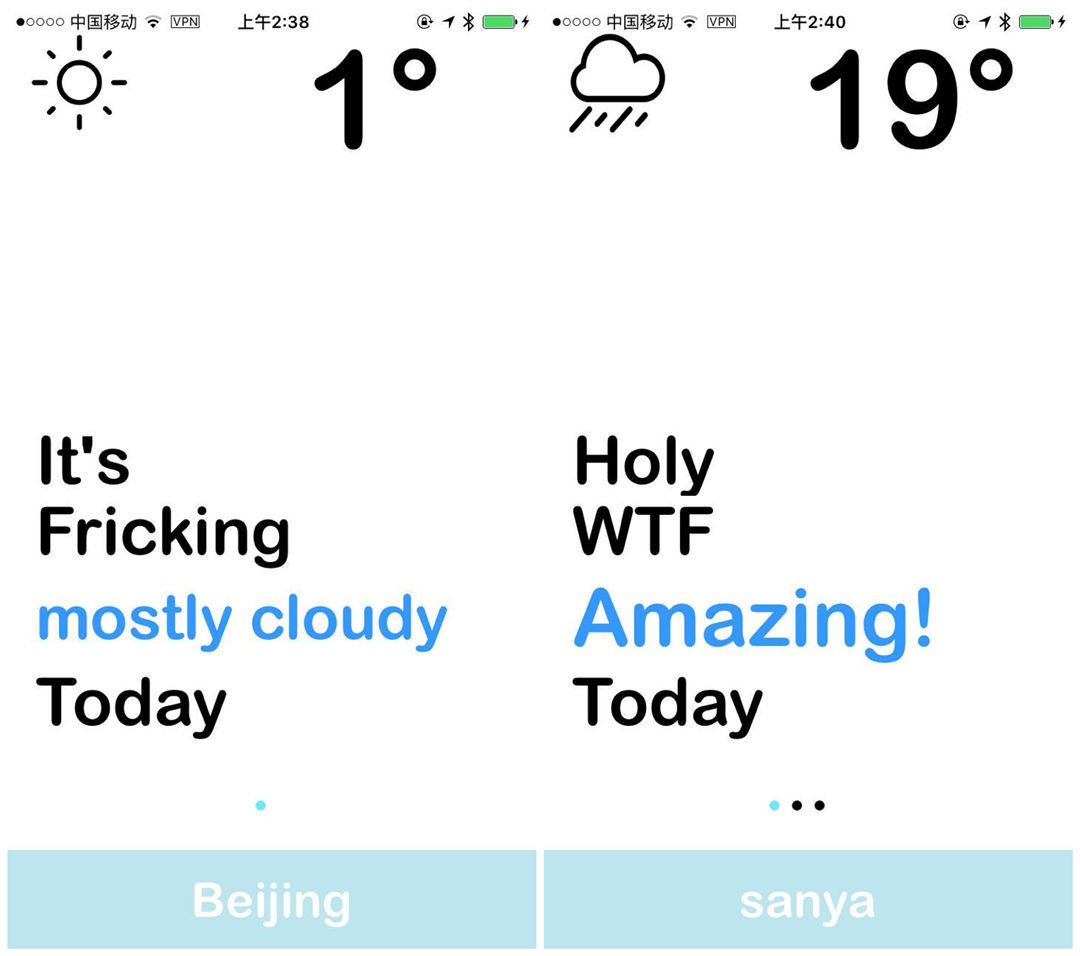 中国移动 VPN 上午2:38
1°
It's
Fricking
mostly cloudy
Today
Beijing
中国移动 VPN 上午2:40
19°
Holy
WTF
Amazing!
Today
sanya